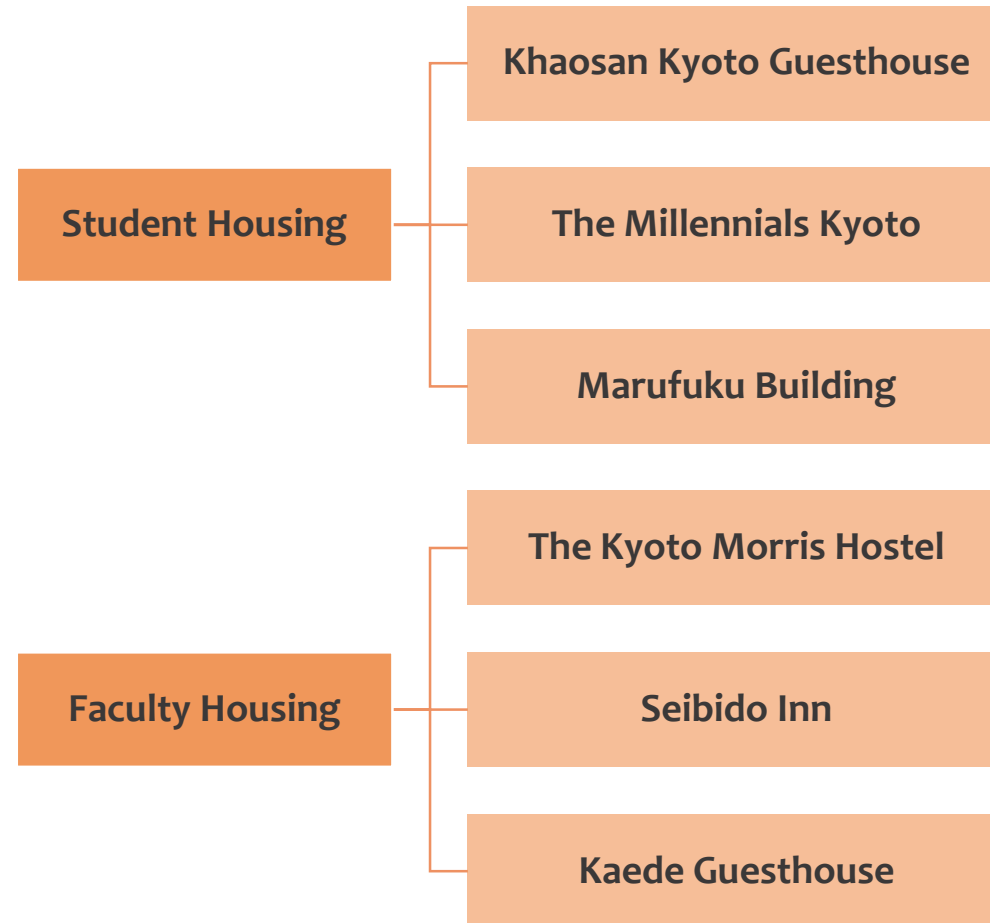 Student Housing
Khaosan Kyoto Guesthouse
The Millennials Kyoto
Marufuku Building
Faculty Housing
The Kyoto Morris Hostel
Seibido Inn
Kaede Guesthouse